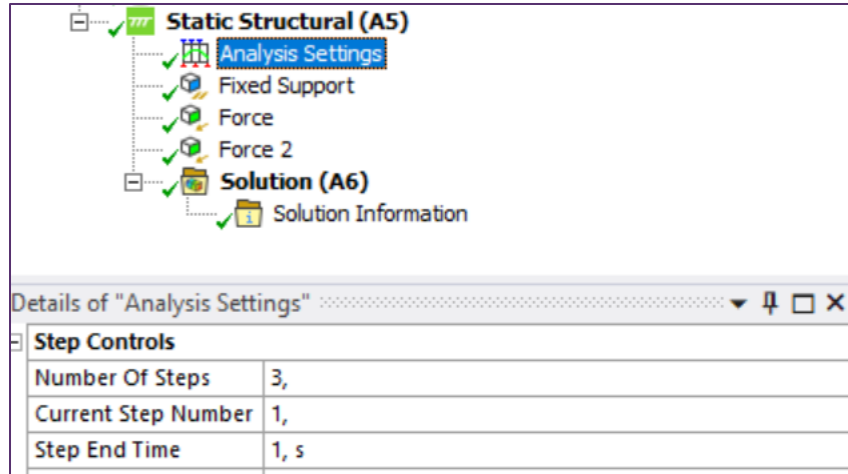 Static Structural (A5)
Analysis Settings
Fixed Support
Force
Force 2
Solution (A6)
Solution Information
Details of "Analysis Settings"
Step Controls
Number Of Steps 3,
Current Step Number 1,
Step End Time 1, s